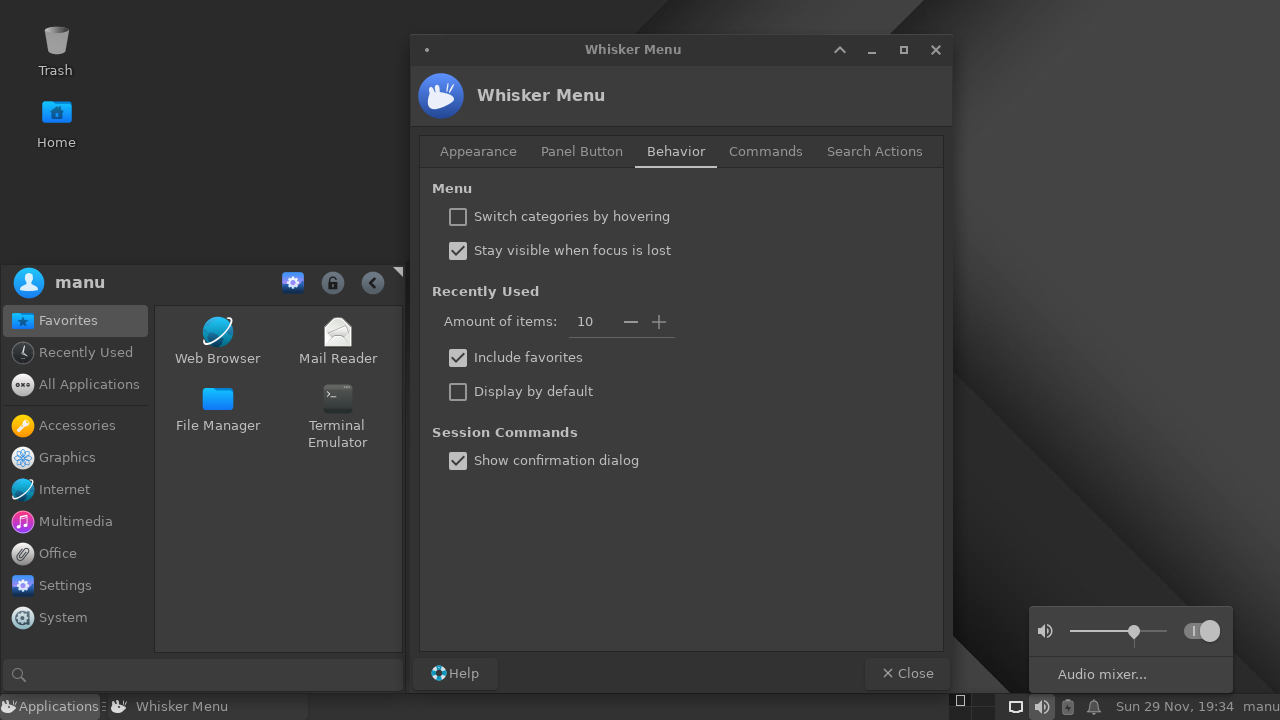 Trash
Home
Whisker Menu
Whisker Menu
Appearance Panel Button Behavior Commands Search Actions
Menu
Switch categories by hovering
Stay visible when focus is lost
Recently Used
Amount of items: 10
Include favorites
Display by default
Session Commands
Show confirmation dialog
Help Close
manu
Favorites
Recently Used
All Applications
Accessories
Graphics
Internet
Multimedia
Office
Settings
System
Web Browser Mail Reader
File Manager Terminal
Emulator
Audio mixer...
Applications Whisker Menu Sun 29 Nov, 19:34 manu